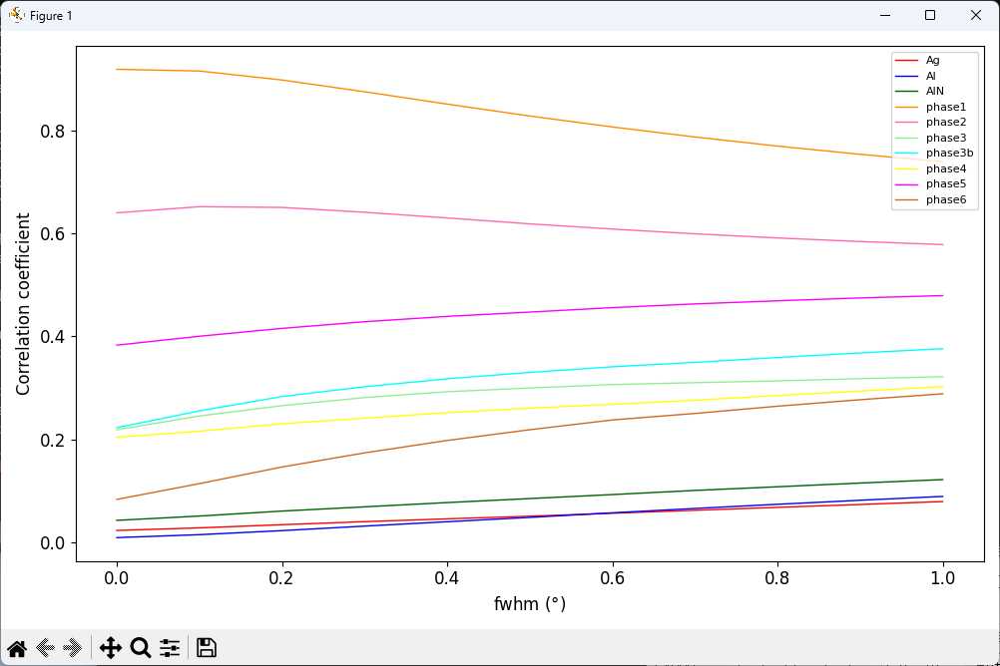 Figure 1
Ag
Al
AlN
phase1
phase2
phase3
phase3b
phase4
phase5
phase6
Correlation coefficient
0.8
0.6
0.4
0.2
0.0
0.0 0.2 0.4 0.6 0.8 1.0
fwhm (°)